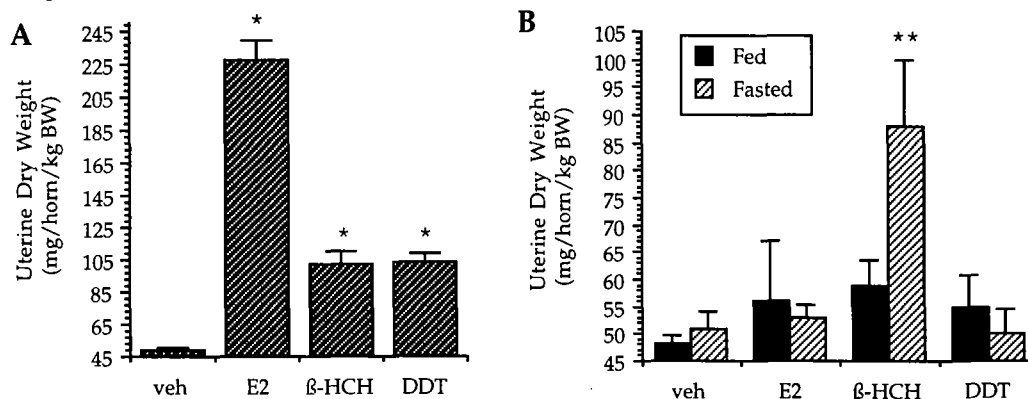 A
Uterine Dry Weight
(mg/horn/kg BW)
245
225
205
185
165
145
125
105
85
65
45
*
*
*
veh
E2
ß-HCH
DDT
B
Uterine Dry Weight
(mg/horn/kg BW)
105
100
95
90
85
80
75
70
65
60
55
50
45
Fed
Fasted
**
veh
E2
ß-HCH
DDT